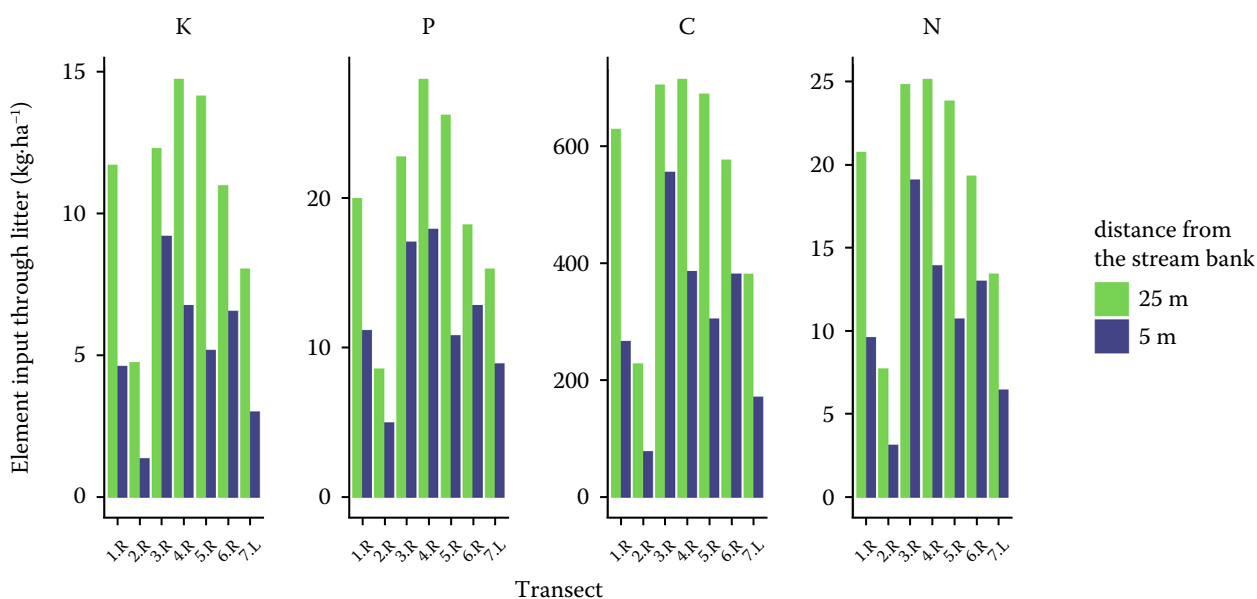 K
P
C
N
Element input through litter (kg·ha⁻¹)
15
10
5
0
20
10
0
600
400
200
0
25
20
15
10
5
0
1.R 2.R 3.R 4.R 5.R 6.R 7.L
1.R 2.R 3.R 4.R 5.R 6.R 7.L
1.R 2.R 3.R 4.R 5.R 6.R 7.L
1.R 2.R 3.R 4.R 5.R 6.R 7.L
Transect
distance from
the stream bank
25 m
5 m